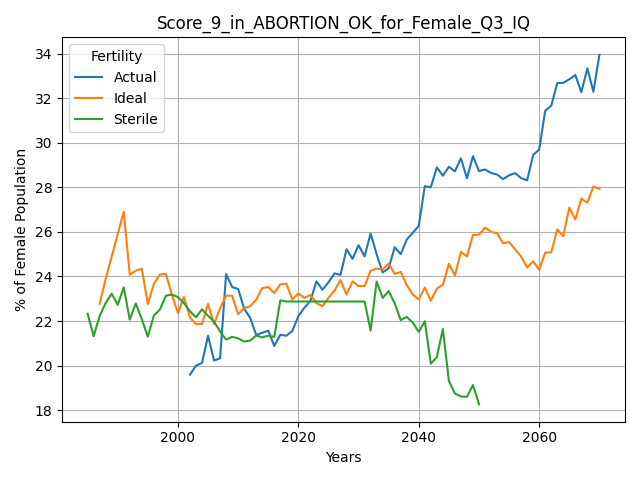 Score_9_in_ABORTION_OK_for_Female_Q3_IQ
Fertility
Actual
Ideal
Sterile
% of Female Population
34
32
30
28
26
24
22
20
18
2000
2020
2040
2060
Years